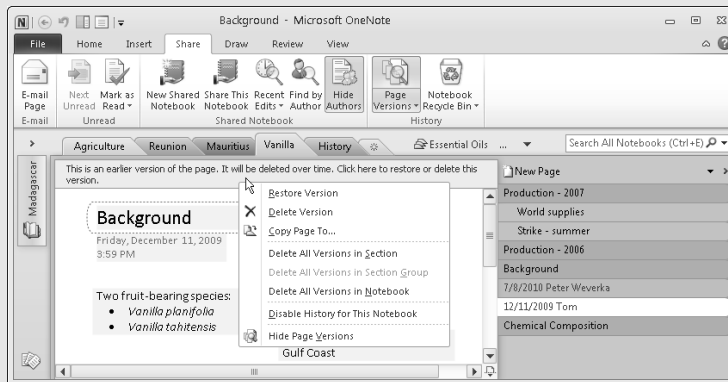 Background - Microsoft OneNote
File Home Insert Share Draw Review View
E-mail Page
Next Unread
Mark as Read
New Shared Notebook
Share This Notebook
Recent Edits
Find by Author
Hide Authors
Page Versions
Notebook Recycle Bin
E-mail Unread Shared Notebook History
Agriculture Reunion Mauritius Vanilla History Essential Oils ... Search All Notebooks (Ctrl+E)
Madagascar
This is an earlier version of the page. It will be deleted over time. Click here to restore or delete this
version.
Background
Friday, December 11, 2009
3:59 PM
Two fruit-bearing species:
• Vanilla planifolia
• Vanilla tahitensis
Gulf Coast
Restore Version
Delete Version
Copy Page To...
Delete All Versions in Section
Delete All Versions in Section Group
Delete All Versions in Notebook
Disable History for This Notebook
Hide Page Versions
New Page
Production - 2007
World supplies
Strike - summer
Production - 2006
Background
7/8/2010 Peter Weverka
12/11/2009 Tom
Chemical Composition